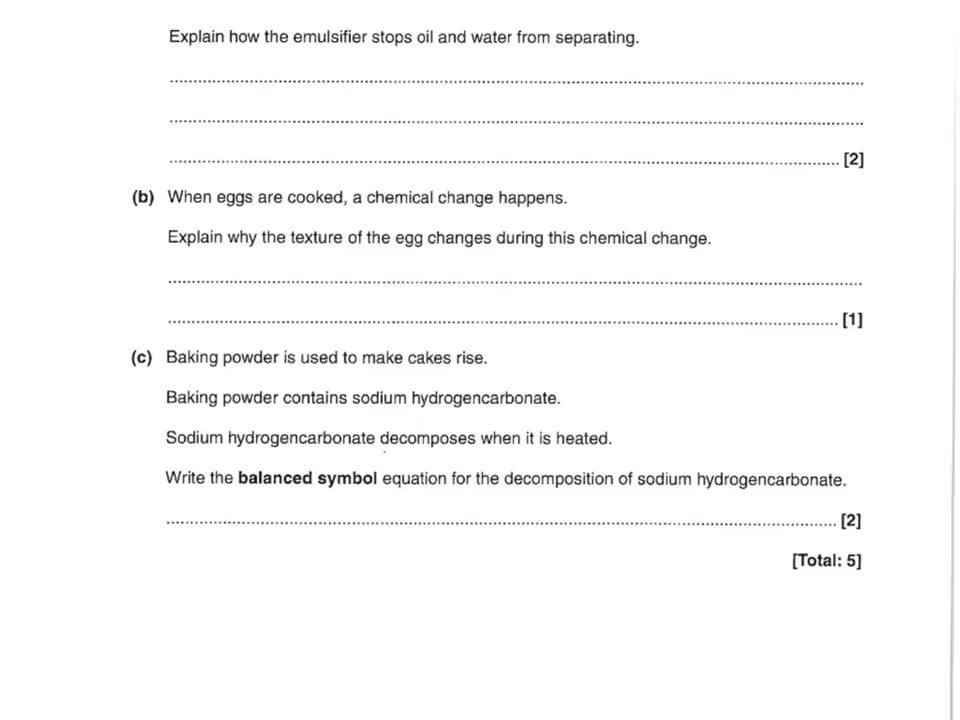 Explain how the emulsifier stops oil and water from separating.
................................................................................
................................................................................
................................................................................ [2]
(b) When eggs are cooked, a chemical change happens.
Explain why the texture of the egg changes during this chemical change.
................................................................................
................................................................................ [1]
(c) Baking powder is used to make cakes rise.
Baking powder contains sodium hydrogencarbonate.
Sodium hydrogencarbonate decomposes when it is heated.
Write the balanced symbol equation for the decomposition of sodium hydrogencarbonate.
................................................................................ [2]
[Total: 5]